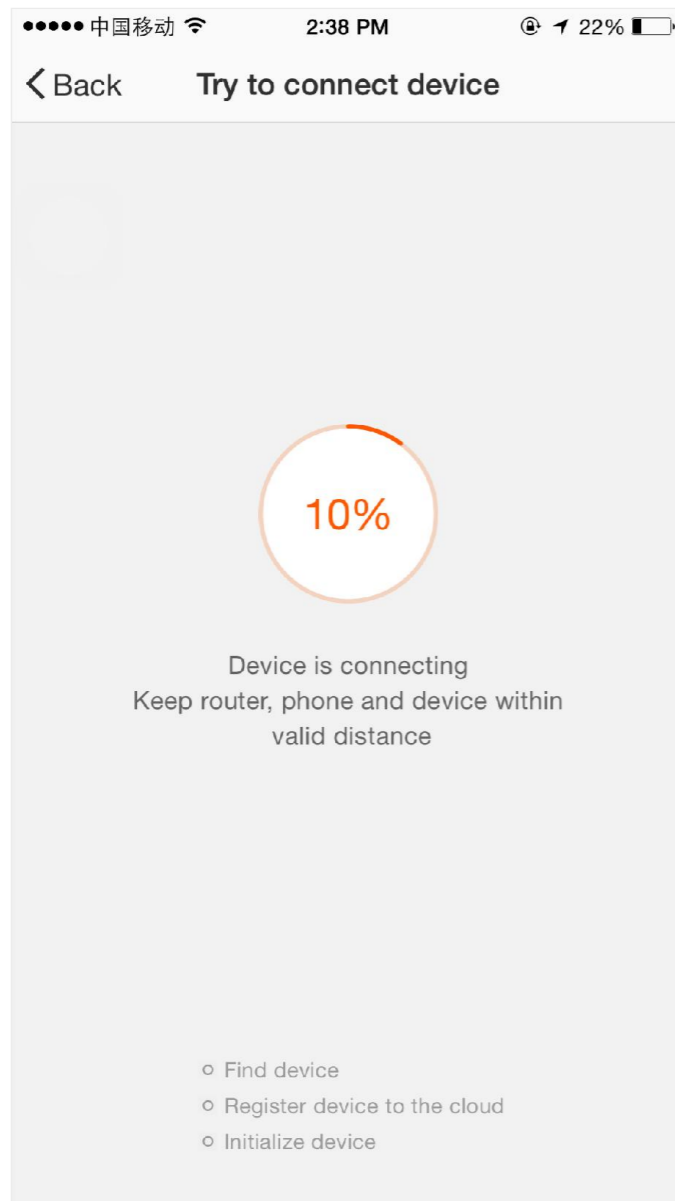 中国移动 2:38 PM 22%
Back Try to connect device
10%
Device is connecting
Keep router, phone and device within
valid distance
Find device
Register device to the cloud
Initialize device